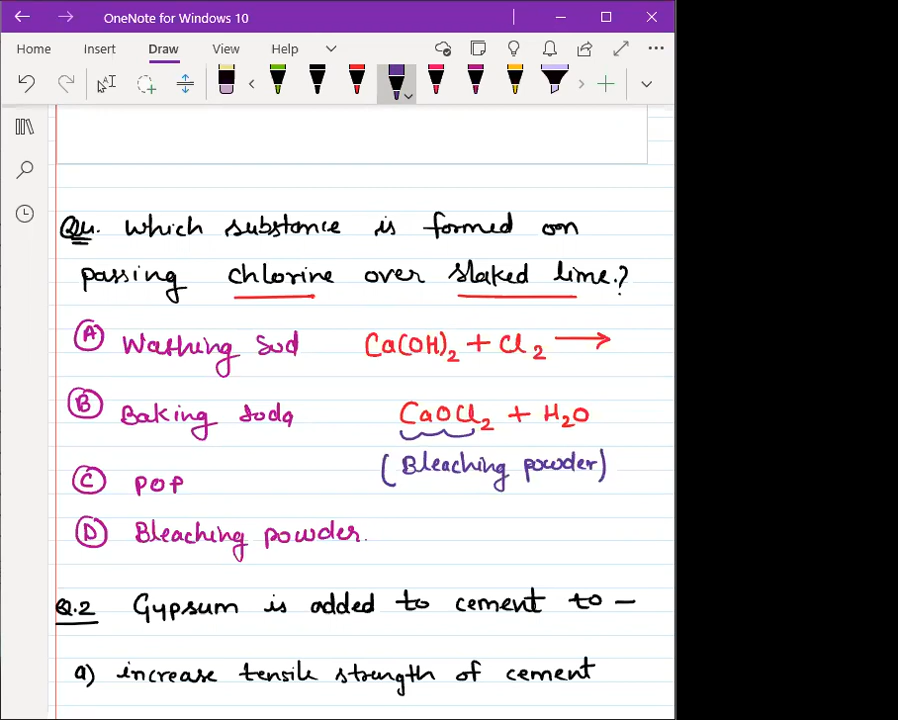 OneNote for Windows 10
Home Insert Draw View Help
Qu. Which substance is formed on
passing chlorine over slaked lime.?
(A) Washing Sod Ca(OH)₂ + Cl₂ →
(B) Baking soda CaOCl₂ + H₂O
(Bleaching powder)
(C) POP
(D) Bleaching powder.
Q.2 Gypsum is added to cement to –
a) increase tensile strength of cement